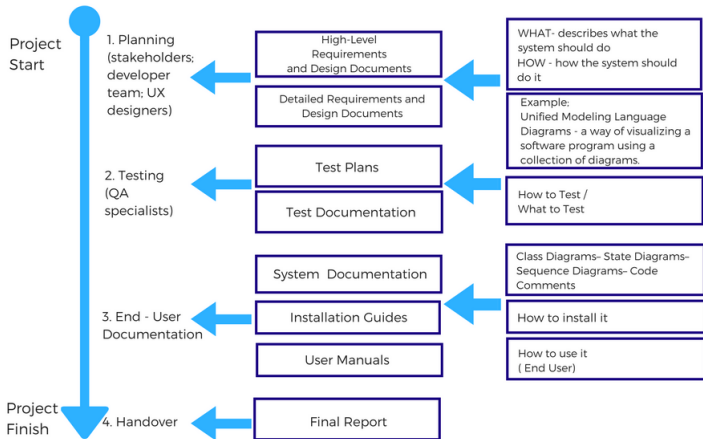 Project
Start
1. Planning
(stakeholders;
developer
team; UX
designers)
High-Level
Requirements
and Design Documents
Detailed Requirements and
Design Documents
WHAT- describes what the
system should do
HOW - how the system should
do it
Example;
Unified Modeling Language
Diagrams - a way of visualizing a
software program using a
collection of diagrams.
2. Testing
(QA
specialists)
Test Plans
Test Documentation
How to Test /
What to Test
3. End - User
Documentation
System Documentation
Installation Guides
User Manuals
Class Diagrams– State Diagrams–
Sequence Diagrams– Code
Comments
How to install it
How to use it
( End User)
Project
Finish
4. Handover
Final Report